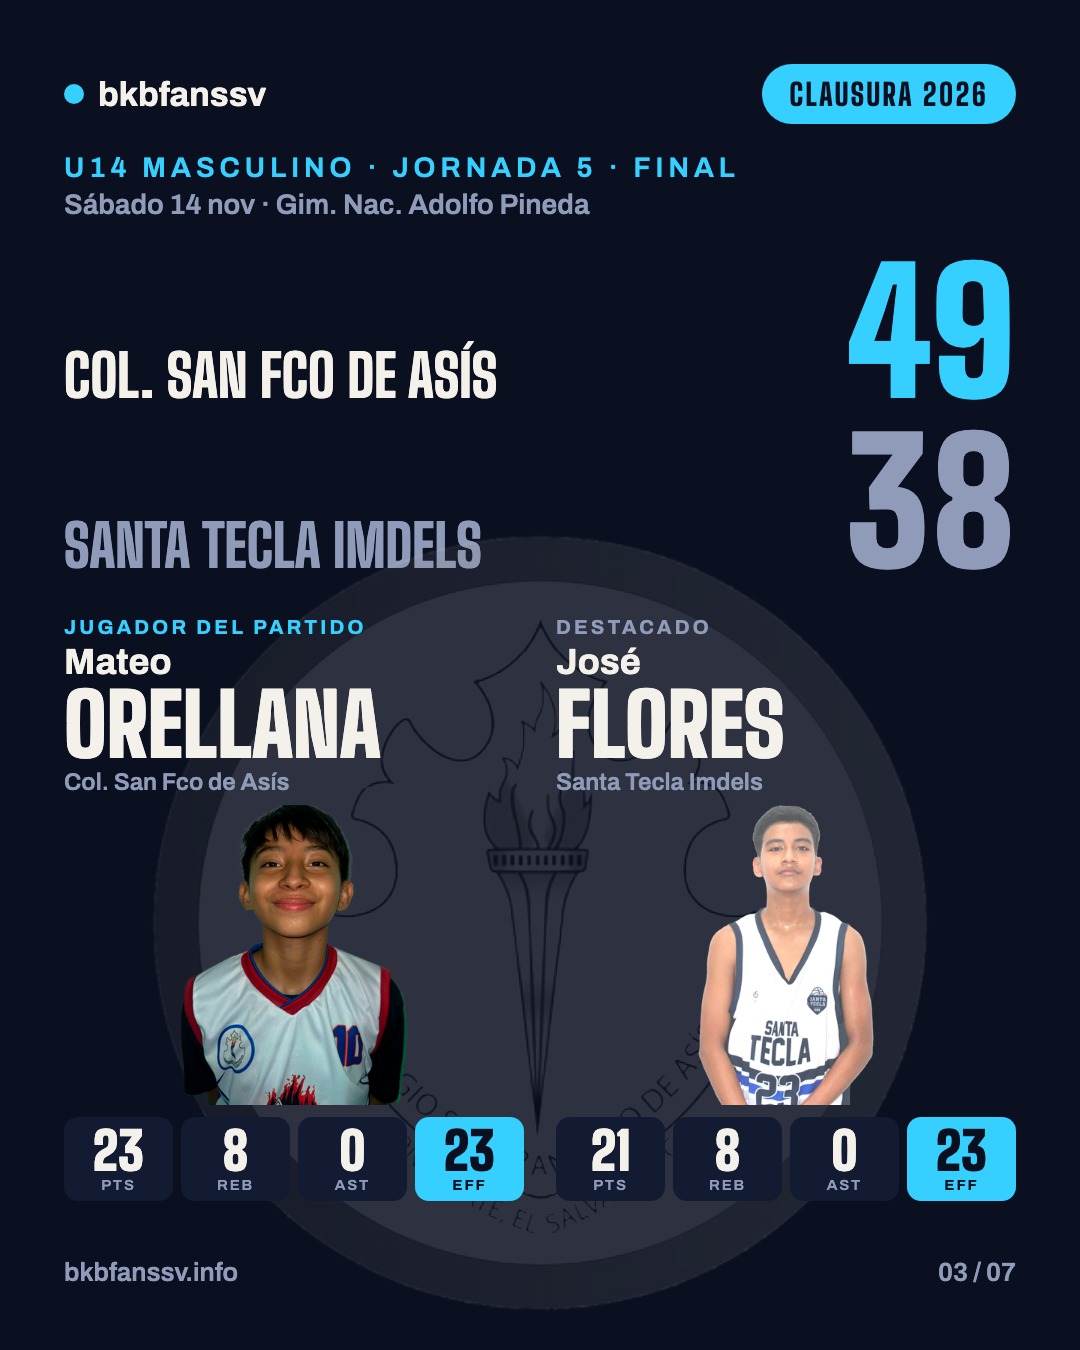 bkbfanssv
CLAUSURA 2026
U14 MASCULINO · JORNADA 5 · FINAL
Sábado 14 nov · Gim. Nac. Adolfo Pineda
49
COL. SAN FCO DE ASÍS
38
SANTA TECLA IMDELS
JUGADOR DEL PARTIDO
Mateo
ORELLANA
Col. San Fco de Asís
DESTACADO
José
FLORES
Santa Tecla Imdels
10
SANTA
TECLA
23
23 PTS
8 REB
0 AST
23 EFF
21 PTS
8 REB
0 AST
23 EFF
bkbfanssv.info
03 / 07